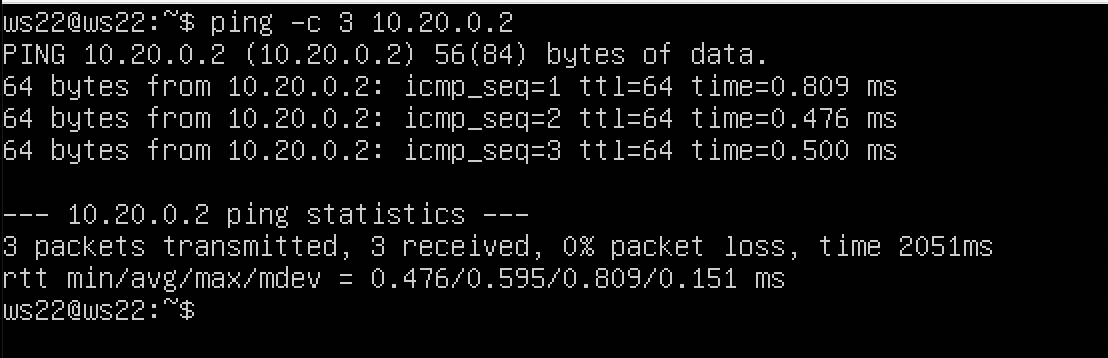 ws22@ws22:~$ ping -c 3 10.20.0.2
PING 10.20.0.2 (10.20.0.2) 56(84) bytes of data.
64 bytes from 10.20.0.2: icmp_seq=1 ttl=64 time=0.809 ms
64 bytes from 10.20.0.2: icmp_seq=2 ttl=64 time=0.476 ms
64 bytes from 10.20.0.2: icmp_seq=3 ttl=64 time=0.500 ms

--- 10.20.0.2 ping statistics ---
3 packets transmitted, 3 received, 0% packet loss, time 2051ms
rtt min/avg/max/mdev = 0.476/0.595/0.809/0.151 ms
ws22@ws22:~$